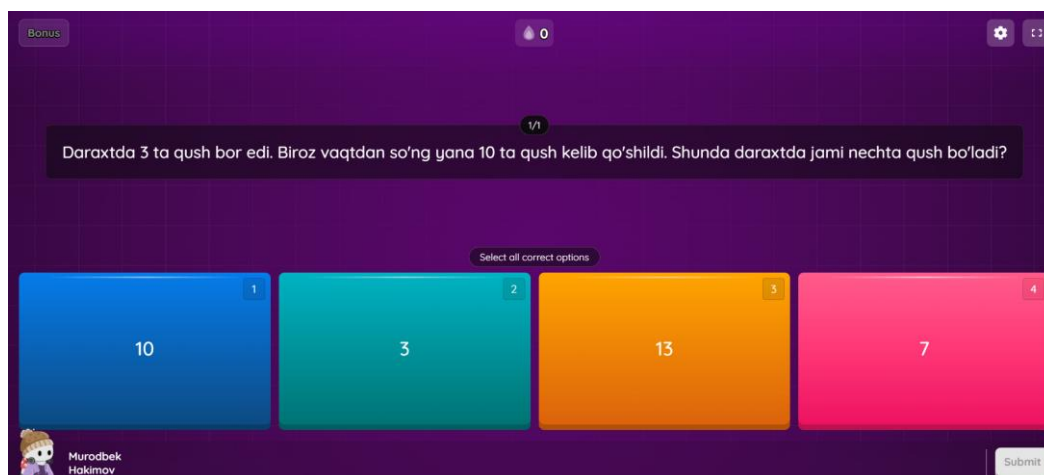 Bonus
0
1/1
Daraxtda 3 ta qush bor edi. Biroz vaqtdan so'ng yana 10 ta qush kelib qo'shildi. Shunda daraxtda jami nechta qush bo'ladi?
Select all correct options
1
2
3
4
10
3
13
7
Murodbek
Hakimov
Submit